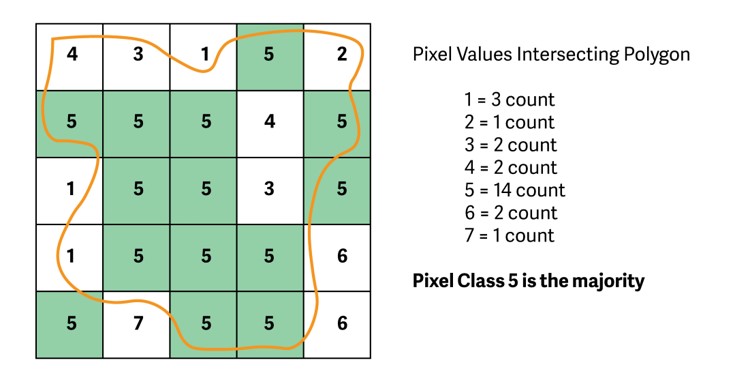 4 3 1 5 2
5 5 5 4 5
1 5 5 3 5
1 5 5 5 6
5 7 5 5 6
Pixel Values Intersecting Polygon
1 = 3 count
2 = 1 count
3 = 2 count
4 = 2 count
5 = 14 count
6 = 2 count
7 = 1 count
Pixel Class 5 is the majority